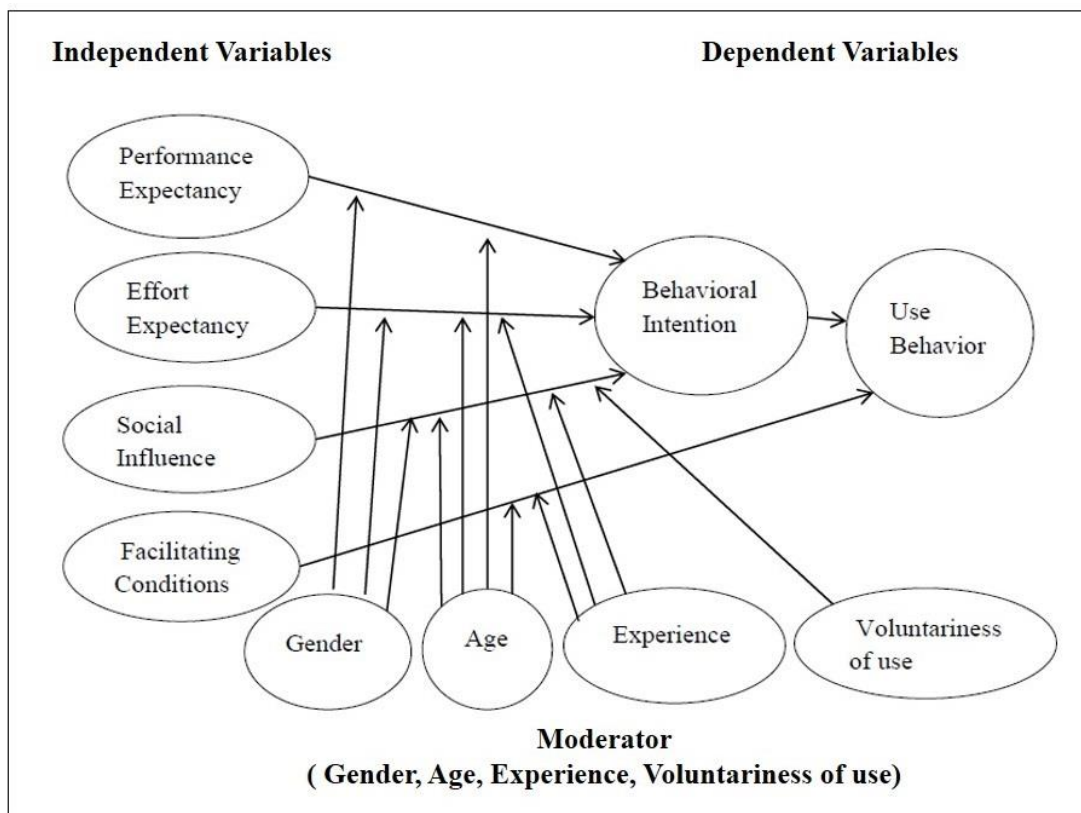 Independent Variables
Dependent Variables
Performance
Expectancy
Effort
Expectancy
Behavioral
Intention
Use
Behavior
Social
Influence
Facilitating
Conditions
Gender
Age
Experience
Voluntariness
of use
Moderator
( Gender, Age, Experience, Voluntariness of use)